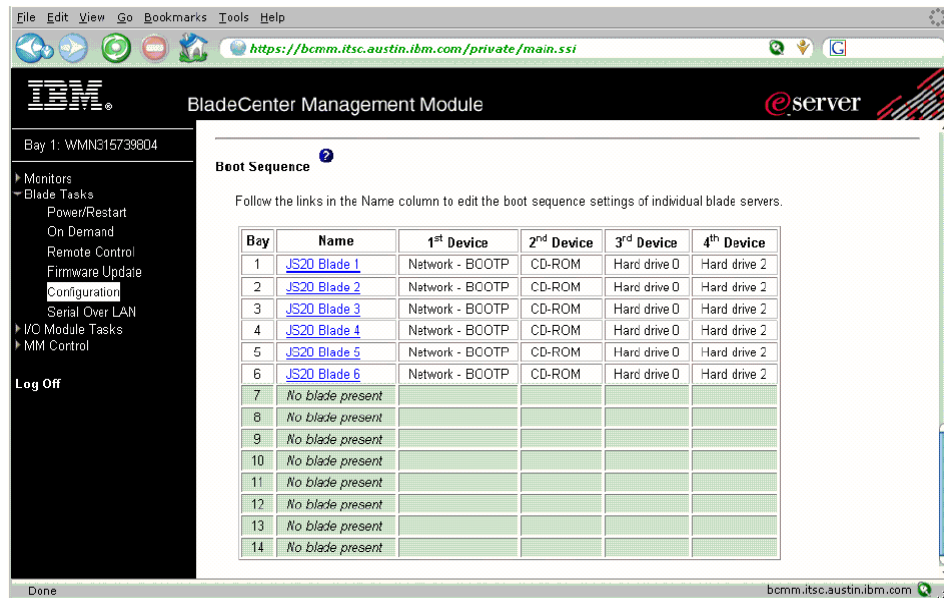 File Edit View Go Bookmarks Tools Help
https://bcmm.itsc.austin.ibm.com/private/main.ssi G
IBM® BladeCenter Management Module e server
Bay 1: WMN315739804
Monitors
Blade Tasks
Power/Restart
On Demand
Remote Control
Firmware Update
Configuration
Serial Over LAN
I/O Module Tasks
MM Control
Log Off
Boot Sequence ?
Follow the links in the Name column to edit the boot sequence settings of individual blade servers.
Bay Name 1st Device 2nd Device 3rd Device 4th Device
1 JS20 Blade 1 Network - BOOTP CD-ROM Hard drive 0 Hard drive 2
2 JS20 Blade 2 Network - BOOTP CD-ROM Hard drive 0 Hard drive 2
3 JS20 Blade 3 Network - BOOTP CD-ROM Hard drive 0 Hard drive 2
4 JS20 Blade 4 Network - BOOTP CD-ROM Hard drive 0 Hard drive 2
5 JS20 Blade 5 Network - BOOTP CD-ROM Hard drive 0 Hard drive 2
6 JS20 Blade 6 Network - BOOTP CD-ROM Hard drive 0 Hard drive 2
7 No blade present
8 No blade present
9 No blade present
10 No blade present
11 No blade present
12 No blade present
13 No blade present
14 No blade present
Done bcmm.itsc.austin.ibm.com